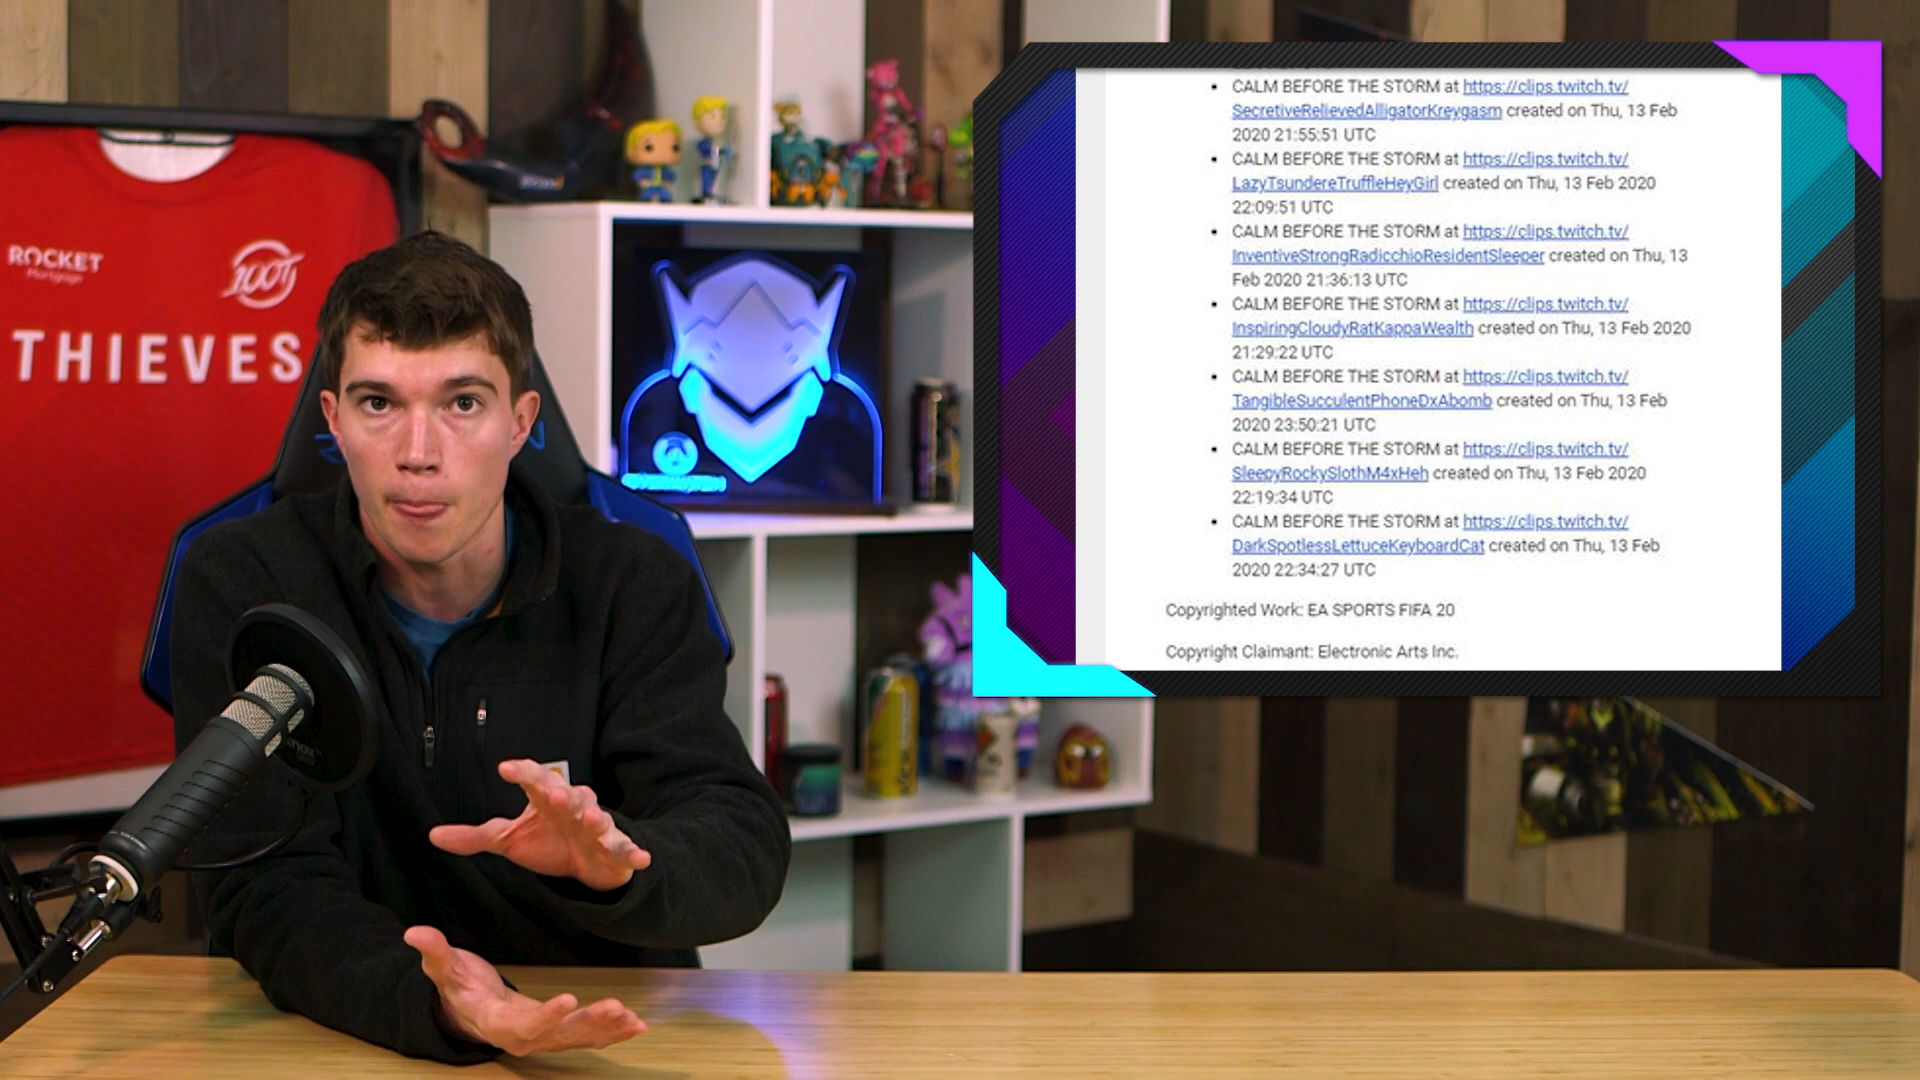 ROCKET
Mortgage
100T
THIEVES
CALM BEFORE THE STORM at https://clips.twitch.tv/
SecretiveRelievedAlligatorKreygasm created on Thu, 13 Feb
2020 21:55:51 UTC
CALM BEFORE THE STORM at https://clips.twitch.tv/
LazyTsundereTruffleHeyGirl created on Thu, 13 Feb 2020
22:09:51 UTC
CALM BEFORE THE STORM at https://clips.twitch.tv/
InventiveStrongRadicchioResidentSleeper created on Thu, 13
Feb 2020 21:36:13 UTC
CALM BEFORE THE STORM at https://clips.twitch.tv/
InspiringCloudyRatKappaWealth created on Thu, 13 Feb 2020
21:29:22 UTC
CALM BEFORE THE STORM at https://clips.twitch.tv/
TangibleSucculentPhoneDxAbomb created on Thu, 13 Feb
2020 23:50:21 UTC
CALM BEFORE THE STORM at https://clips.twitch.tv/
SleepyRockySlothM4xHeh created on Thu, 13 Feb 2020
22:19:34 UTC
CALM BEFORE THE STORM at https://clips.twitch.tv/
DarkSpotlessLettuceKeyboardCat created on Thu, 13 Feb
2020 22:34:27 UTC
Copyrighted Work: EA SPORTS FIFA 20
Copyright Claimant: Electronic Arts Inc.